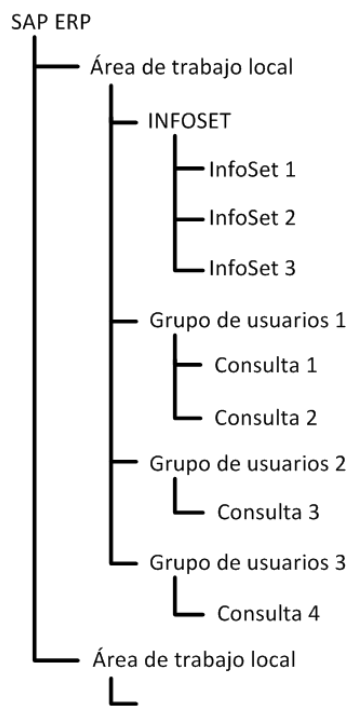 SAP ERP
Área de trabajo local
INFOSET
InfoSet 1
InfoSet 2
InfoSet 3
Grupo de usuarios 1
Consulta 1
Consulta 2
Grupo de usuarios 2
Consulta 3
Grupo de usuarios 3
Consulta 4
Área de trabajo local